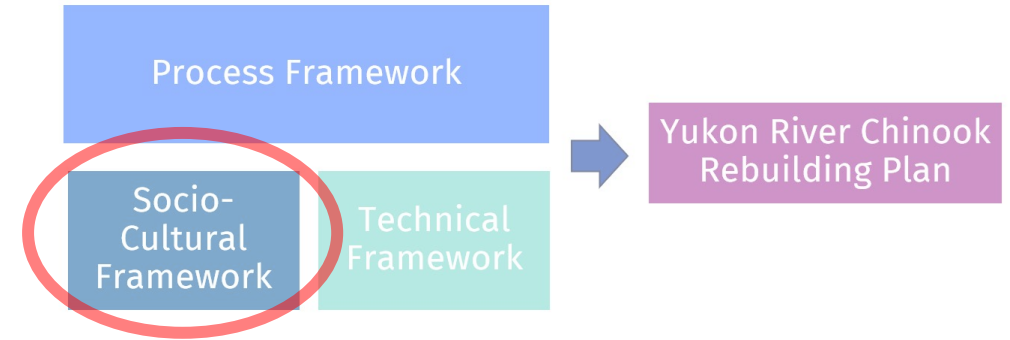 Process Framework
Socio-
Cultural
Framework
Technical
Framework
Yukon River Chinook
Rebuilding Plan